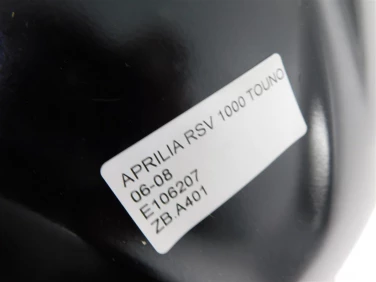 APRILIA RSV 1000 TOUNO
06-08
E106207
ZB.A401